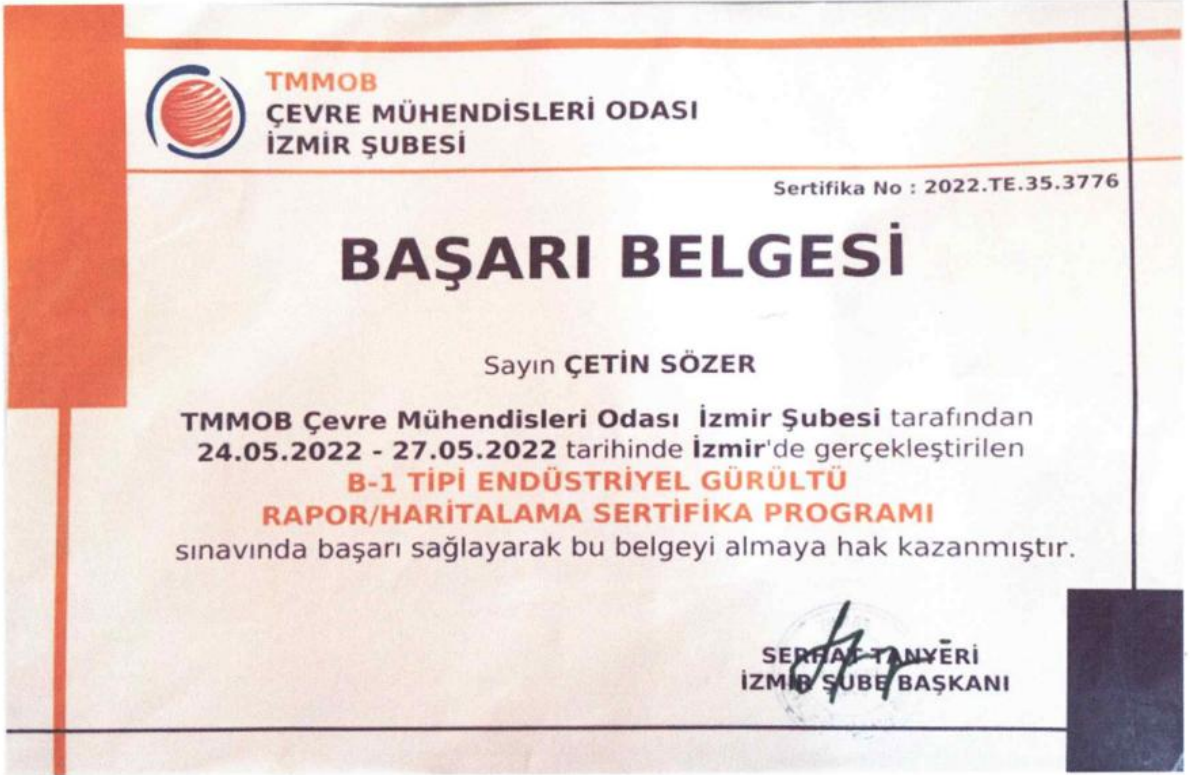 TMMOB
ÇEVRE MÜHENDİSLERİ ODASI
İZMİR ŞUBESİ
Sertifika No : 2022.TE.35.3776
BAŞARI BELGESİ
Sayın ÇETİN SÖZER
TMMOB Çevre Mühendisleri Odası İzmir Şubesi tarafından
24.05.2022 - 27.05.2022 tarihinde İzmir'de gerçekleştirilen
B-1 TİPİ ENDÜSTRİYEL GÜRÜLTÜ
RAPOR/HARİTALAMA SERTİFİKA PROGRAMI
sınavında başarı sağlayarak bu belgeyi almaya hak kazanmıştır.
SERHAT TANYERİ
İZMİR ŞUBE BAŞKANI